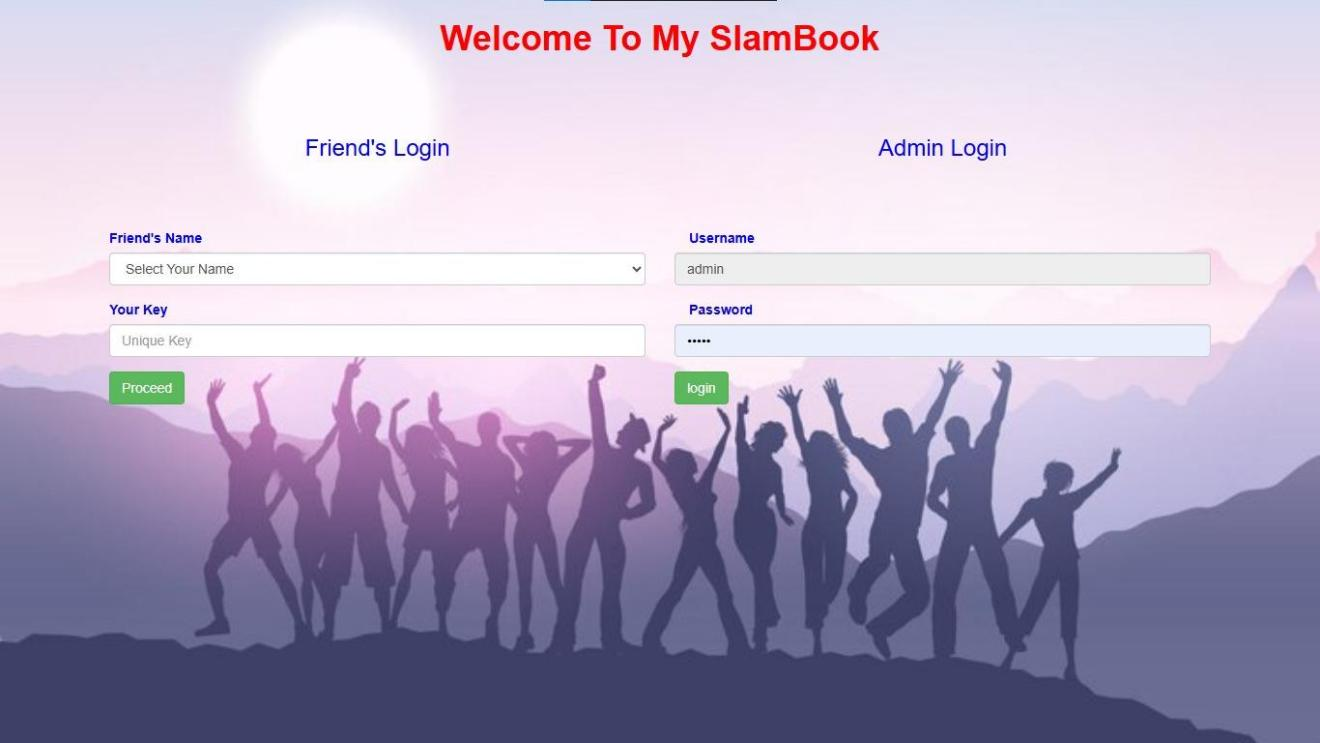 Welcome To My SlamBook
Friend's Login
Admin Login
Friend's Name
Select Your Name
Your Key
Unique Key
Proceed
Username
admin
Password
•••••
login